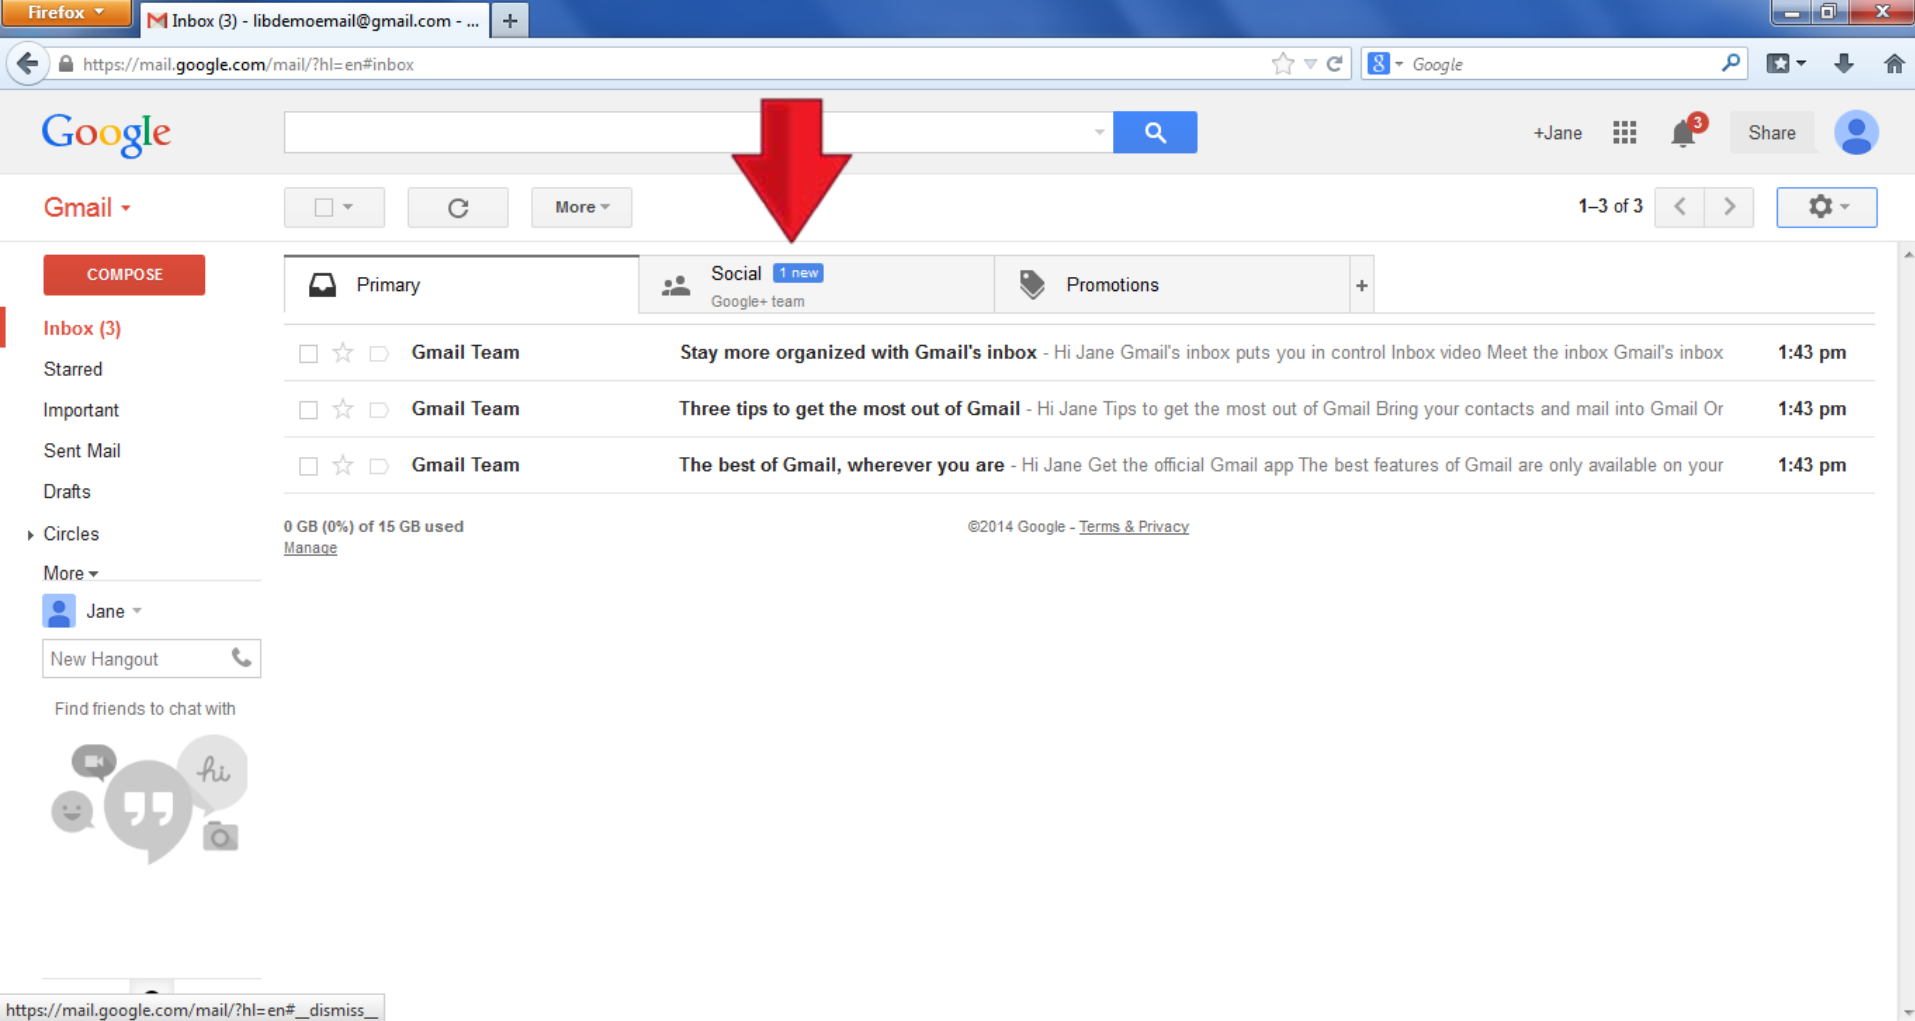 Firefox
Inbox (3) - libdemoemail@gmail.com - ...
https://mail.google.com/mail/?hl=en#inbox
8
Google
Google
+Jane
3
Share
Gmail
More
1–3 of 3
COMPOSE
Primary
Social 1 new
Google+ team
Promotions
+
Inbox (3)
Starred
Important
Sent Mail
Drafts
Circles
More
Gmail Team Stay more organized with Gmail's inbox - Hi Jane Gmail's inbox puts you in control Inbox video Meet the inbox Gmail's inbox 1:43 pm
Gmail Team Three tips to get the most out of Gmail - Hi Jane Tips to get the most out of Gmail Bring your contacts and mail into Gmail Or 1:43 pm
Gmail Team The best of Gmail, wherever you are - Hi Jane Get the official Gmail app The best features of Gmail are only available on your 1:43 pm
0 GB (0%) of 15 GB used
Manage
©2014 Google - Terms & Privacy
Jane
New Hangout
Find friends to chat with
hi
https://mail.google.com/mail/?hl=en#__dismiss__